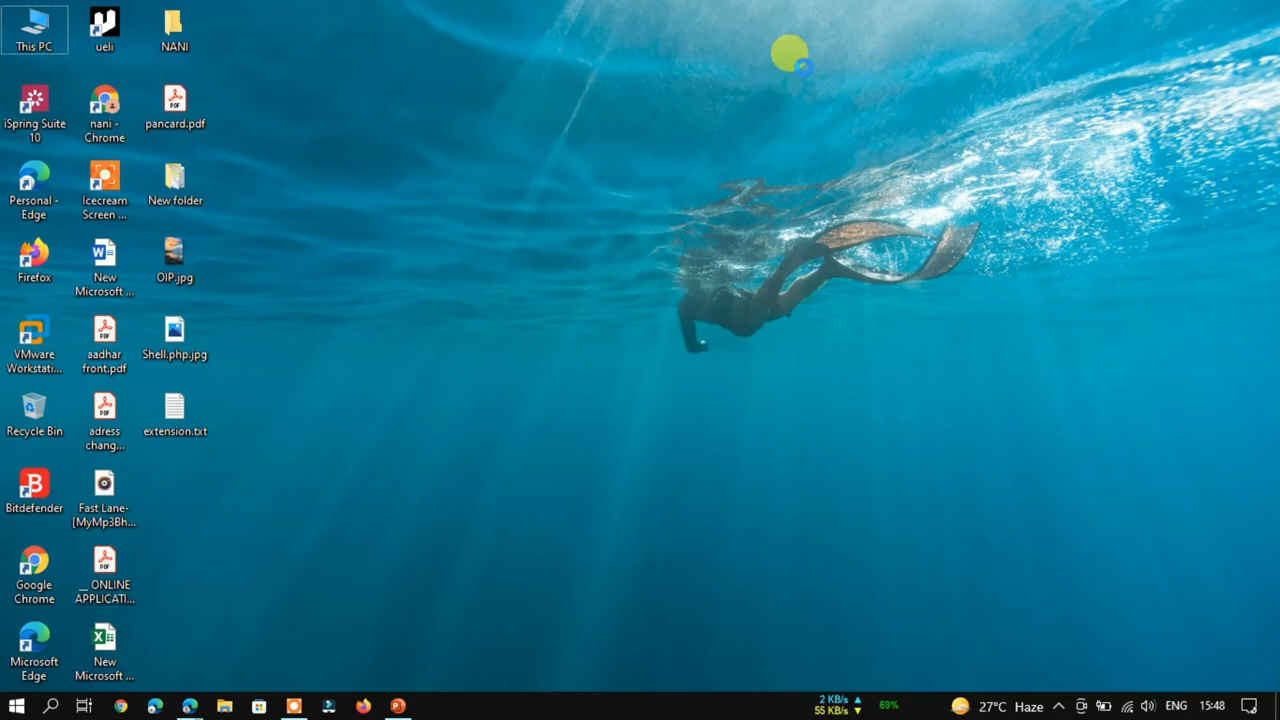 This PC
ueli
NANI
iSpring Suite
10
nani -
Chrome
pancard.pdf
Personal -
Edge
Icecream
Screen ...
New folder
Firefox
New
Microsoft ...
OIP.jpg
VMware
Workstati...
aadhar
front.pdf
Shell.php.jpg
Recycle Bin
adress
chang...
extension.txt
Bitdefender
Fast Lane-
[MyMp3Bh...
Google
Chrome
__ ONLINE
APPLICATI...
Microsoft
Edge
New
Microsoft ...
2 KB/s
55 KB/s
69%
27°C Haze
ENG
15:48